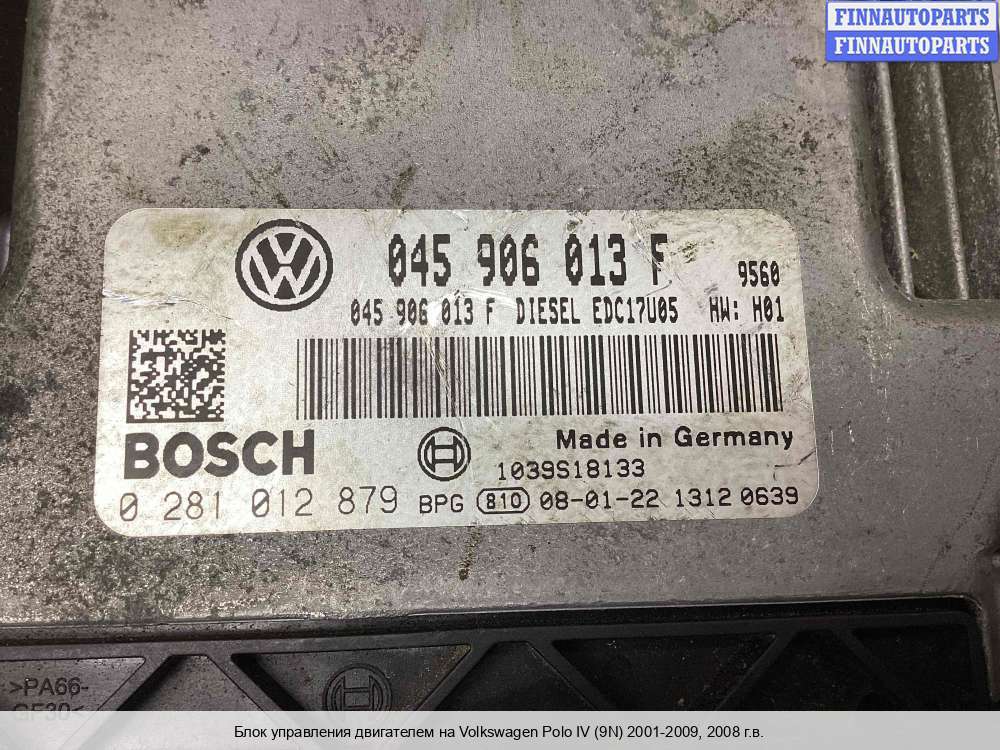 FINNAUTOPARTS
FINNAUTOPARTS
045 906 013 F 9560
045 906 013 F DIESEL EDC17U05 HW: H01
BOSCH
Made in Germany
1039S18133
0 281 012 879 BPG 810 08-01-22 1312 0639
>PA66-
GF30<
Блок управления двигателем на Volkswagen Polo IV (9N) 2001-2009, 2008 г.в.